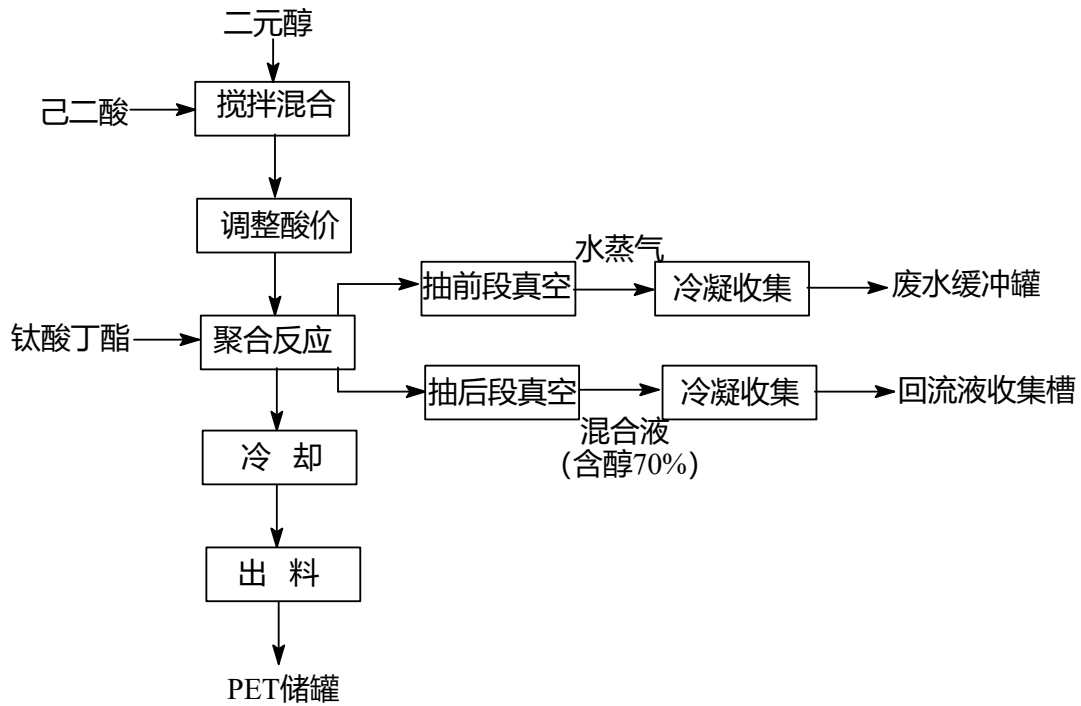 二元醇
己二酸
搅拌混合
调整酸价
水蒸气
抽前段真空
冷凝收集
废水缓冲罐
钛酸丁酯
聚合反应
抽后段真空
冷凝收集
回流液收集槽
混合液
（含醇70%）
冷 却
出 料
PET储罐